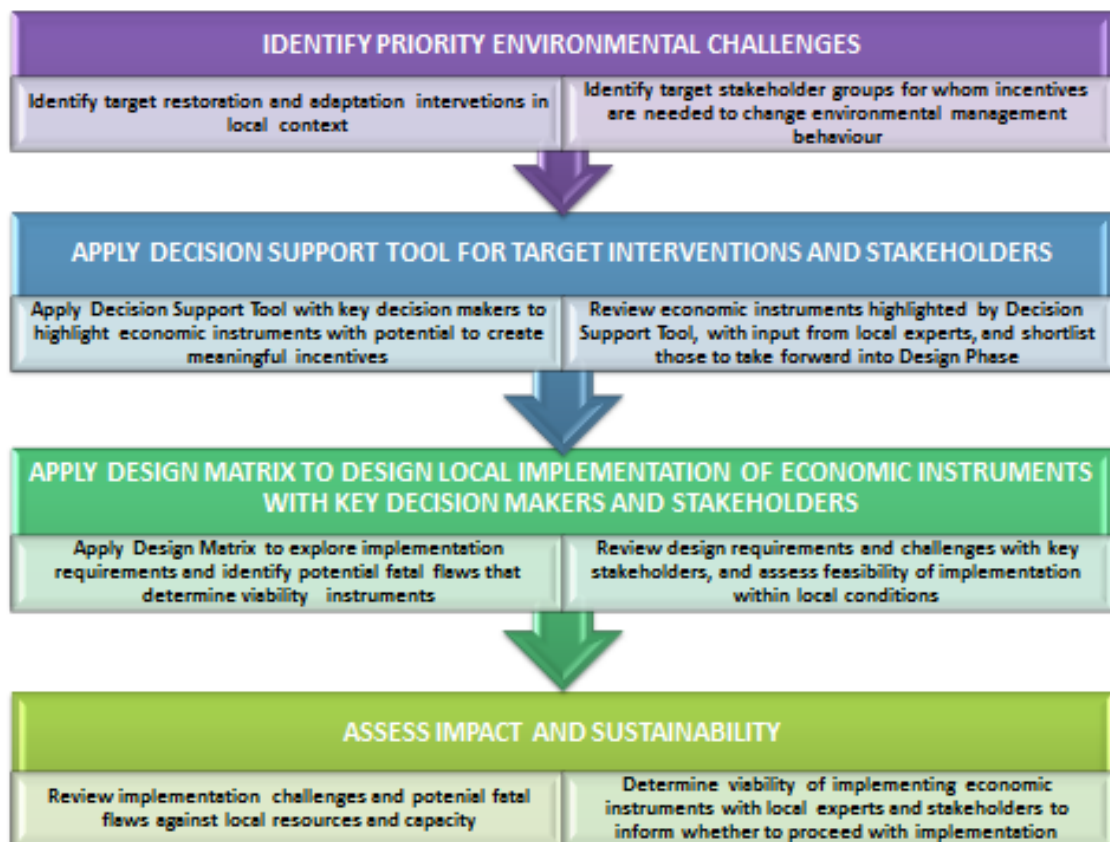 IDENTIFY PRIORITY ENVIRONMENTAL CHALLENGES
Identify target restoration and adaptation intervetions in
local context
Identify target stakeholder groups for whom incentives
are needed to change environmental management
behaviour
APPLY DECISION SUPPORT TOOL FOR TARGET INTERVENTIONS AND STAKEHOLDERS
Apply Decision Support Tool with key decision makers to
highlight economic instruments with potential to create
meaningful incentives
Review economic instruments highlighted by Decision
Support Tool, with input from local experts, and shortlist
those to take forward into Design Phase
APPLY DESIGN MATRIX TO DESIGN LOCAL IMPLEMENTATION OF ECONOMIC INSTRUMENTS
WITH KEY DECISION MAKERS AND STAKEHOLDERS
Apply Design Matrix to explore implementation
requirements and identify potential fatal flaws that
determine viability instruments
Review design requirements and challenges with key
stakeholders, and assess feasibility of implementation
within local conditions
ASSESS IMPACT AND SUSTAINABILITY
Review implementation challenges and potenial fatal
flaws against local resources and capacity
Determine viability of implementing economic
instruments with local experts and stakeholders to
inform whether to proceed with implementation